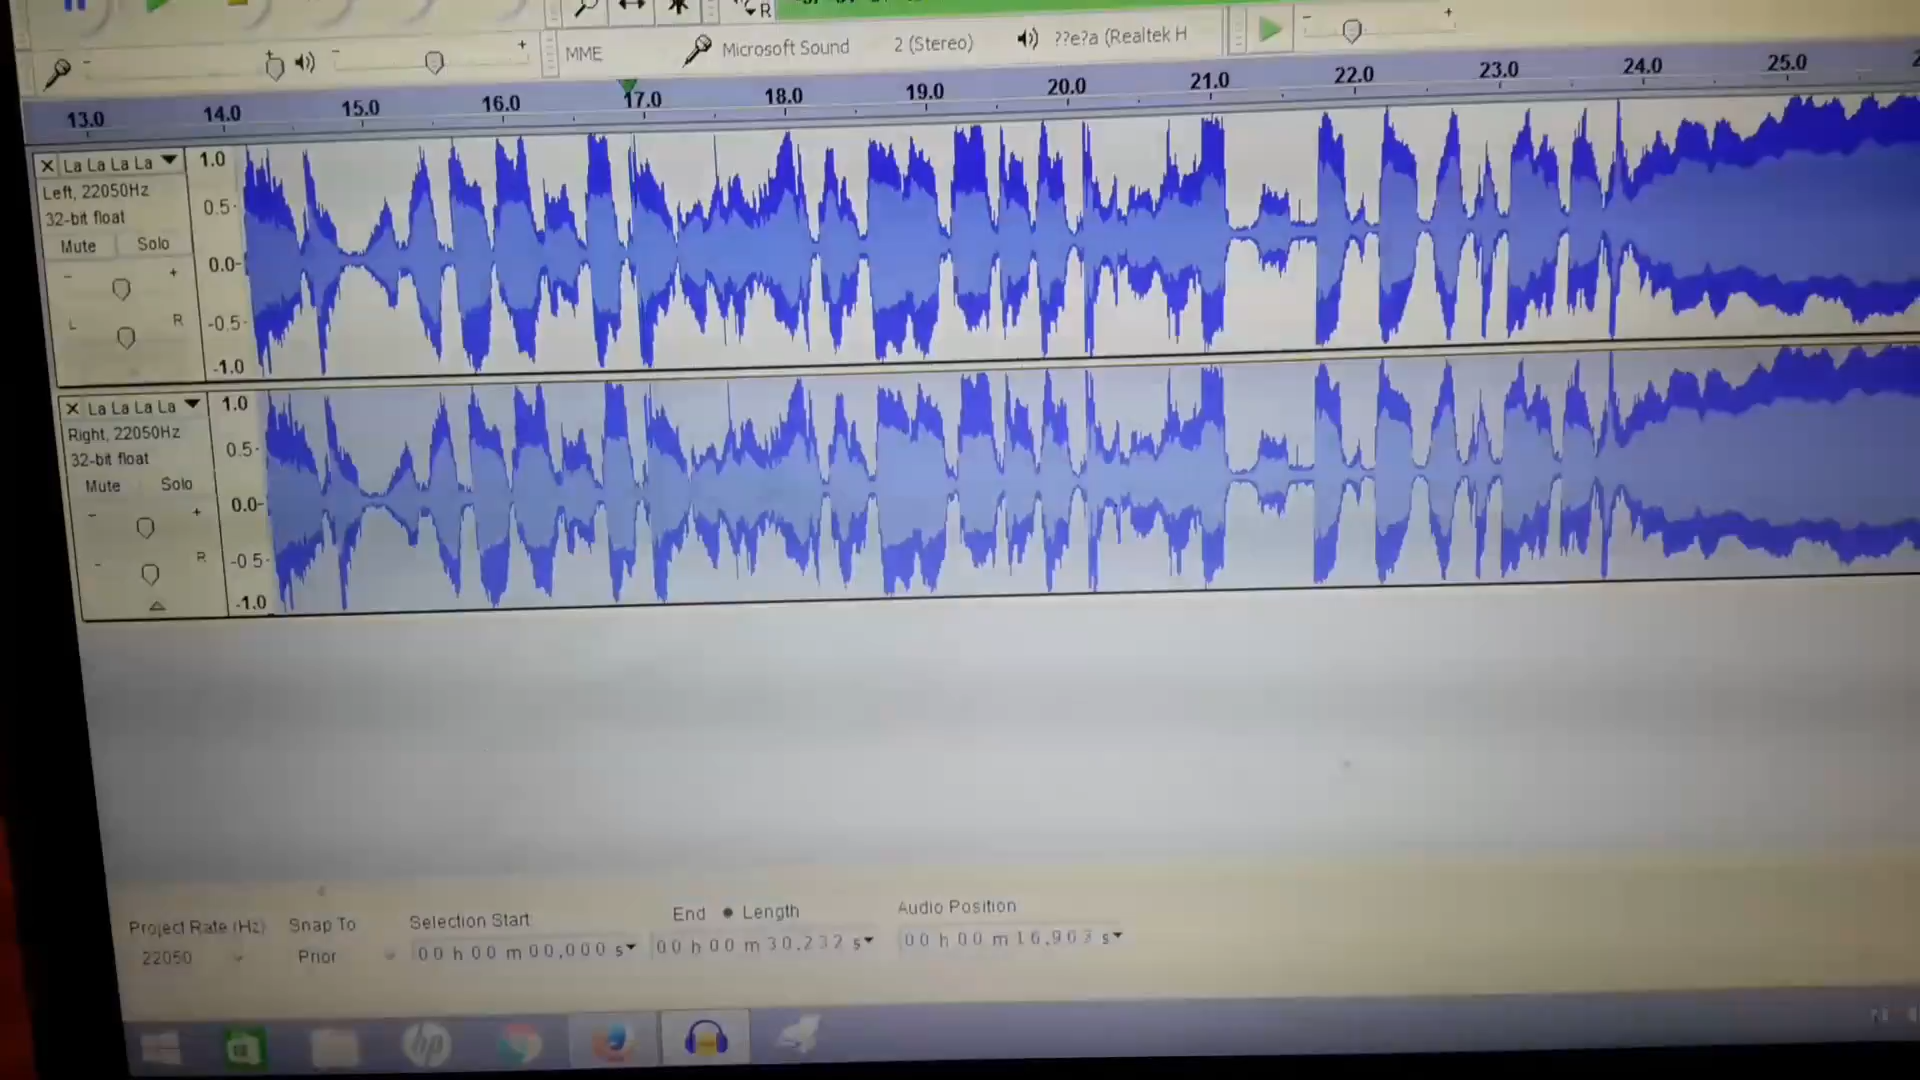 R
MME
Microsoft Sound
2 (Stereo)
??e?a (Realtek H
13.0 14.0 15.0 16.0 17.0 18.0 19.0 20.0 21.0 22.0 23.0 24.0 25.0
La La La La
Left, 22050Hz
32-bit float
Mute Solo
L R
1.0
0.5
0.0
-0.5
-1.0
La La La La
Right, 22050Hz
32-bit float
Mute Solo
R
1.0
0.5
0.0
-0.5
-1.0
Project Rate (Hz) Snap To Selection Start End Length Audio Position
22050 Prior 00 h 00 m 00,000 s 00 h 00 m 30,232 s 00 h 00 m 16,903 s
hp